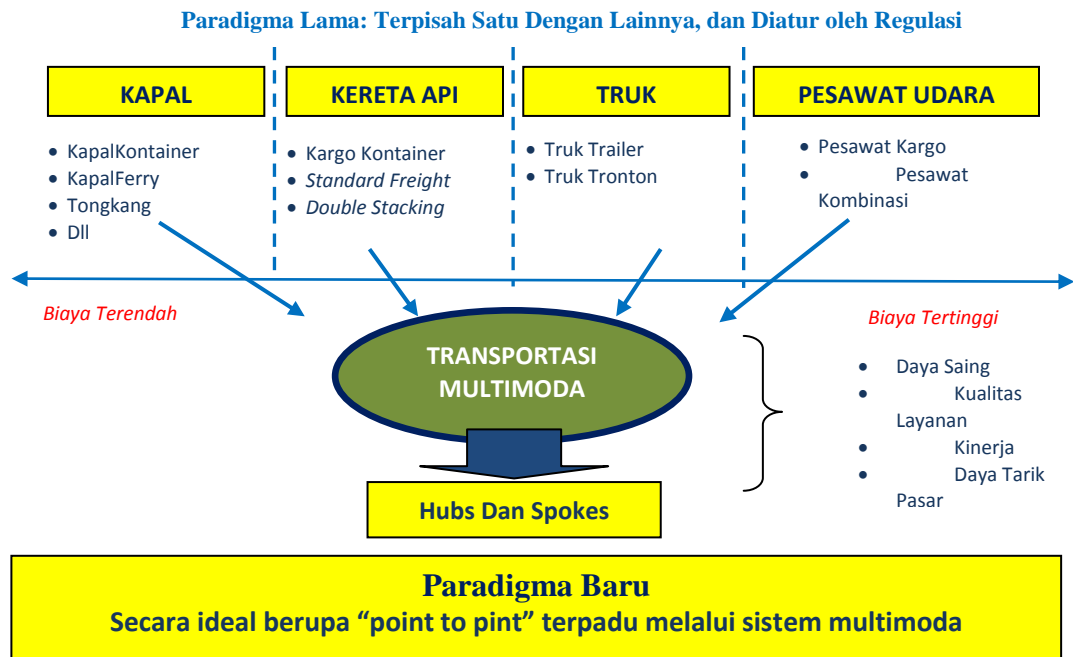 Paradigma Lama: Terpisah Satu Dengan Lainnya, dan Diatur oleh Regulasi
KAPAL
KERETA API
TRUK
PESAWAT UDARA
• KapalKontainer
• KapalFerry
• Tongkang
• Dll
• Kargo Kontainer
• Standard Freight
• Double Stacking
• Truk Trailer
• Truk Tronton
• Pesawat Kargo
• Pesawat
Kombinasi
Biaya Terendah
Biaya Tertinggi
TRANSPORTASI
MULTIMODA
• Daya Saing
• Kualitas
Layanan
• Kinerja
• Daya Tarik
Pasar
Hubs Dan Spokes
Paradigma Baru
Secara ideal berupa “point to pint” terpadu melalui sistem multimoda